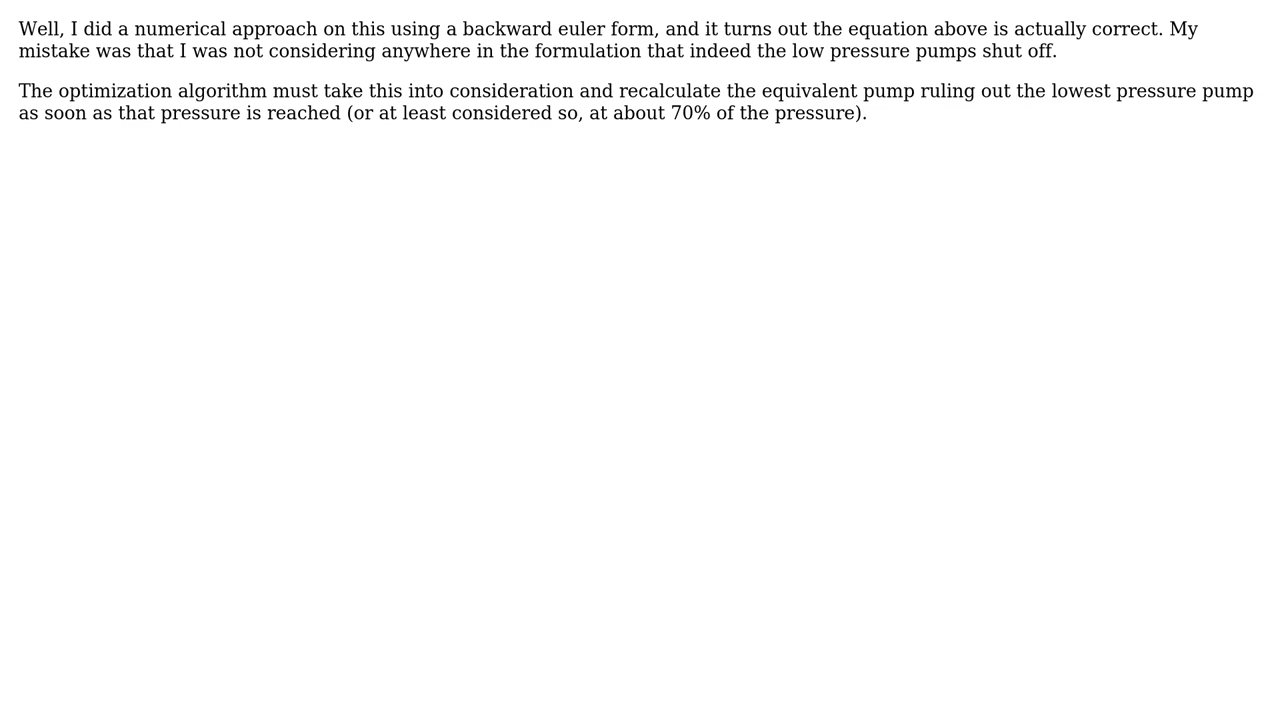 Well, I did a numerical approach on this using a backward euler form, and it turns out the equation above is actually correct. My
mistake was that I was not considering anywhere in the formulation that indeed the low pressure pumps shut off.
The optimization algorithm must take this into consideration and recalculate the equivalent pump ruling out the lowest pressure pump
as soon as that pressure is reached (or at least considered so, at about 70% of the pressure).